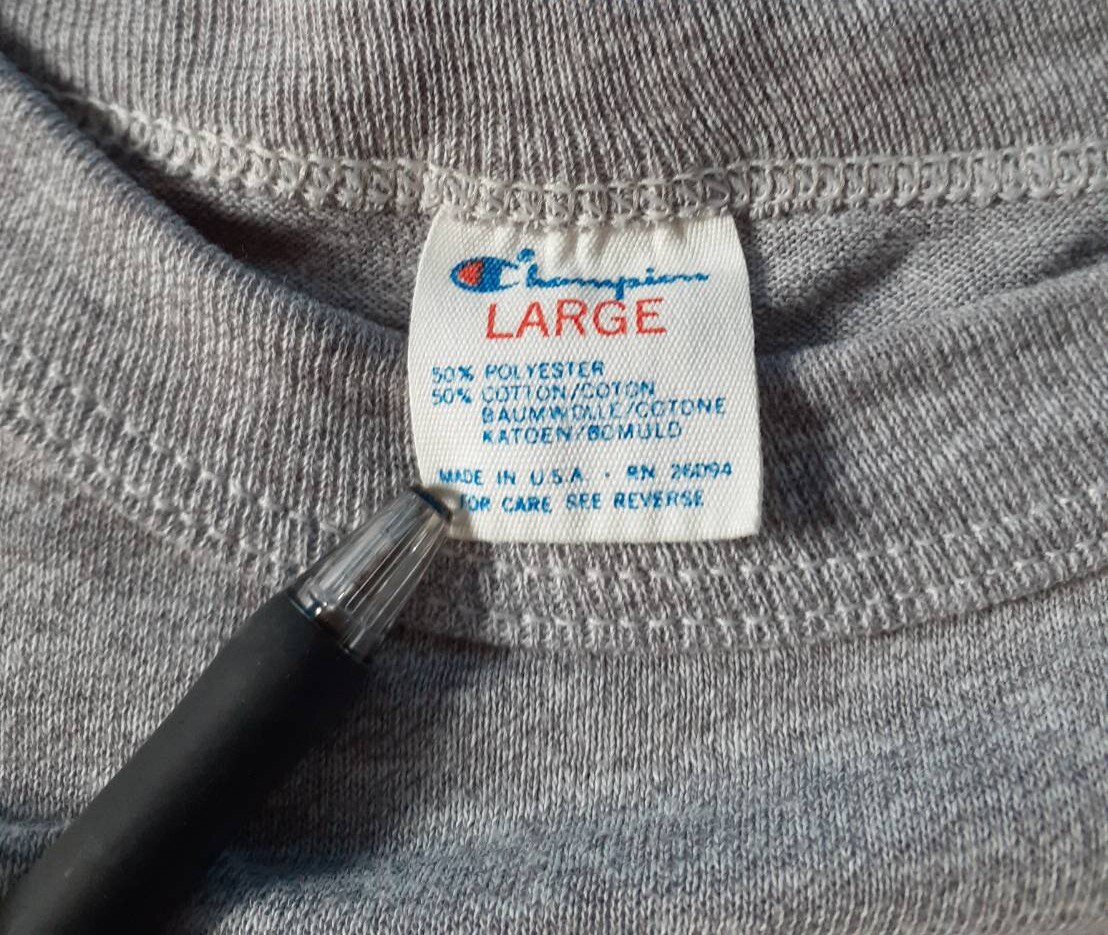 Champion
LARGE
50% POLYESTER
50% COTTON/COTON
BAUMWOLLE/COTONE
KATOEN/BOMULD
MADE IN U.S.A. · RN 26094
FOR CARE SEE REVERSE